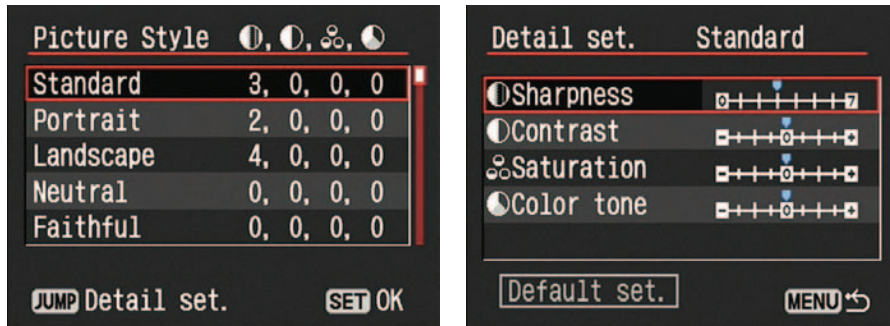 Picture Style
Standard 3, 0, 0, 0
Portrait 2, 0, 0, 0
Landscape 4, 0, 0, 0
Neutral 0, 0, 0, 0
Faithful 0, 0, 0, 0
JUMP Detail set. SET OK
Detail set. Standard
Sharpness 0 7
Contrast - 0 +
Saturation - 0 +
Color tone - 0 +
Default set. MENU